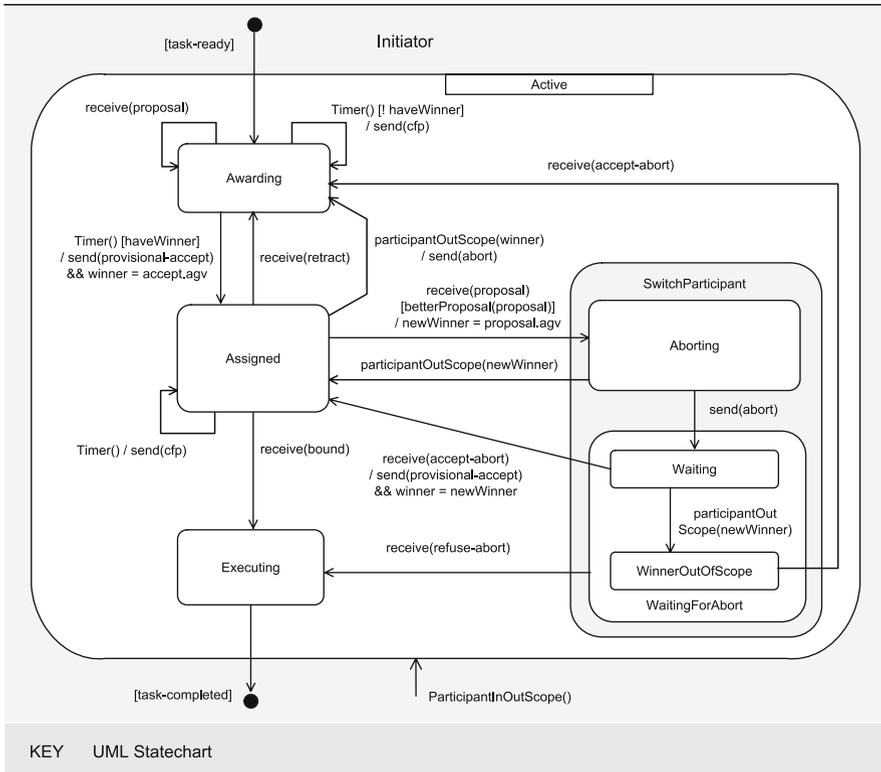 Initiator
[task-ready]
Active
receive(proposal)
Timer() [! haveWinner]
/ send(cfp)
receive(accept-abort)
Awarding
Timer() [haveWinner]
/ send(provisional-accept)
&& winner = accept.agv
receive(retract)
participantOutScope(winner)
/ send(abort)
receive(proposal)
[betterProposal(proposal)]
/ newWinner = proposal.agv
SwitchParticipant
Aborting
Assigned
participantOutScope(newWinner)
send(abort)
Timer() / send(cfp)
receive(bound)
receive(accept-abort)
/ send(provisional-accept)
&& winner = newWinner
Waiting
participantOut
Scope(newWinner)
Executing
receive(refuse-abort)
WinnerOutOfScope
WaitingForAbort
[task-completed]
ParticipantInOutScope()
KEY UML Statechart